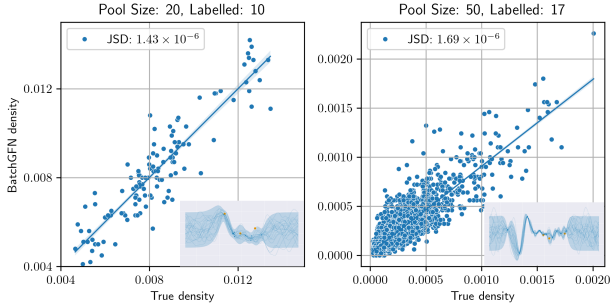 Pool Size: 20, Labelled: 10
JSD: 1.43 × 10⁻⁶
BatchGFN density
0.012
0.008
0.004
0.004
0.008
0.012
True density
Pool Size: 50, Labelled: 17
JSD: 1.69 × 10⁻⁶
0.0020
0.0015
0.0010
0.0005
0.0000
0.0000
0.0005
0.0010
0.0015
0.0020
True density